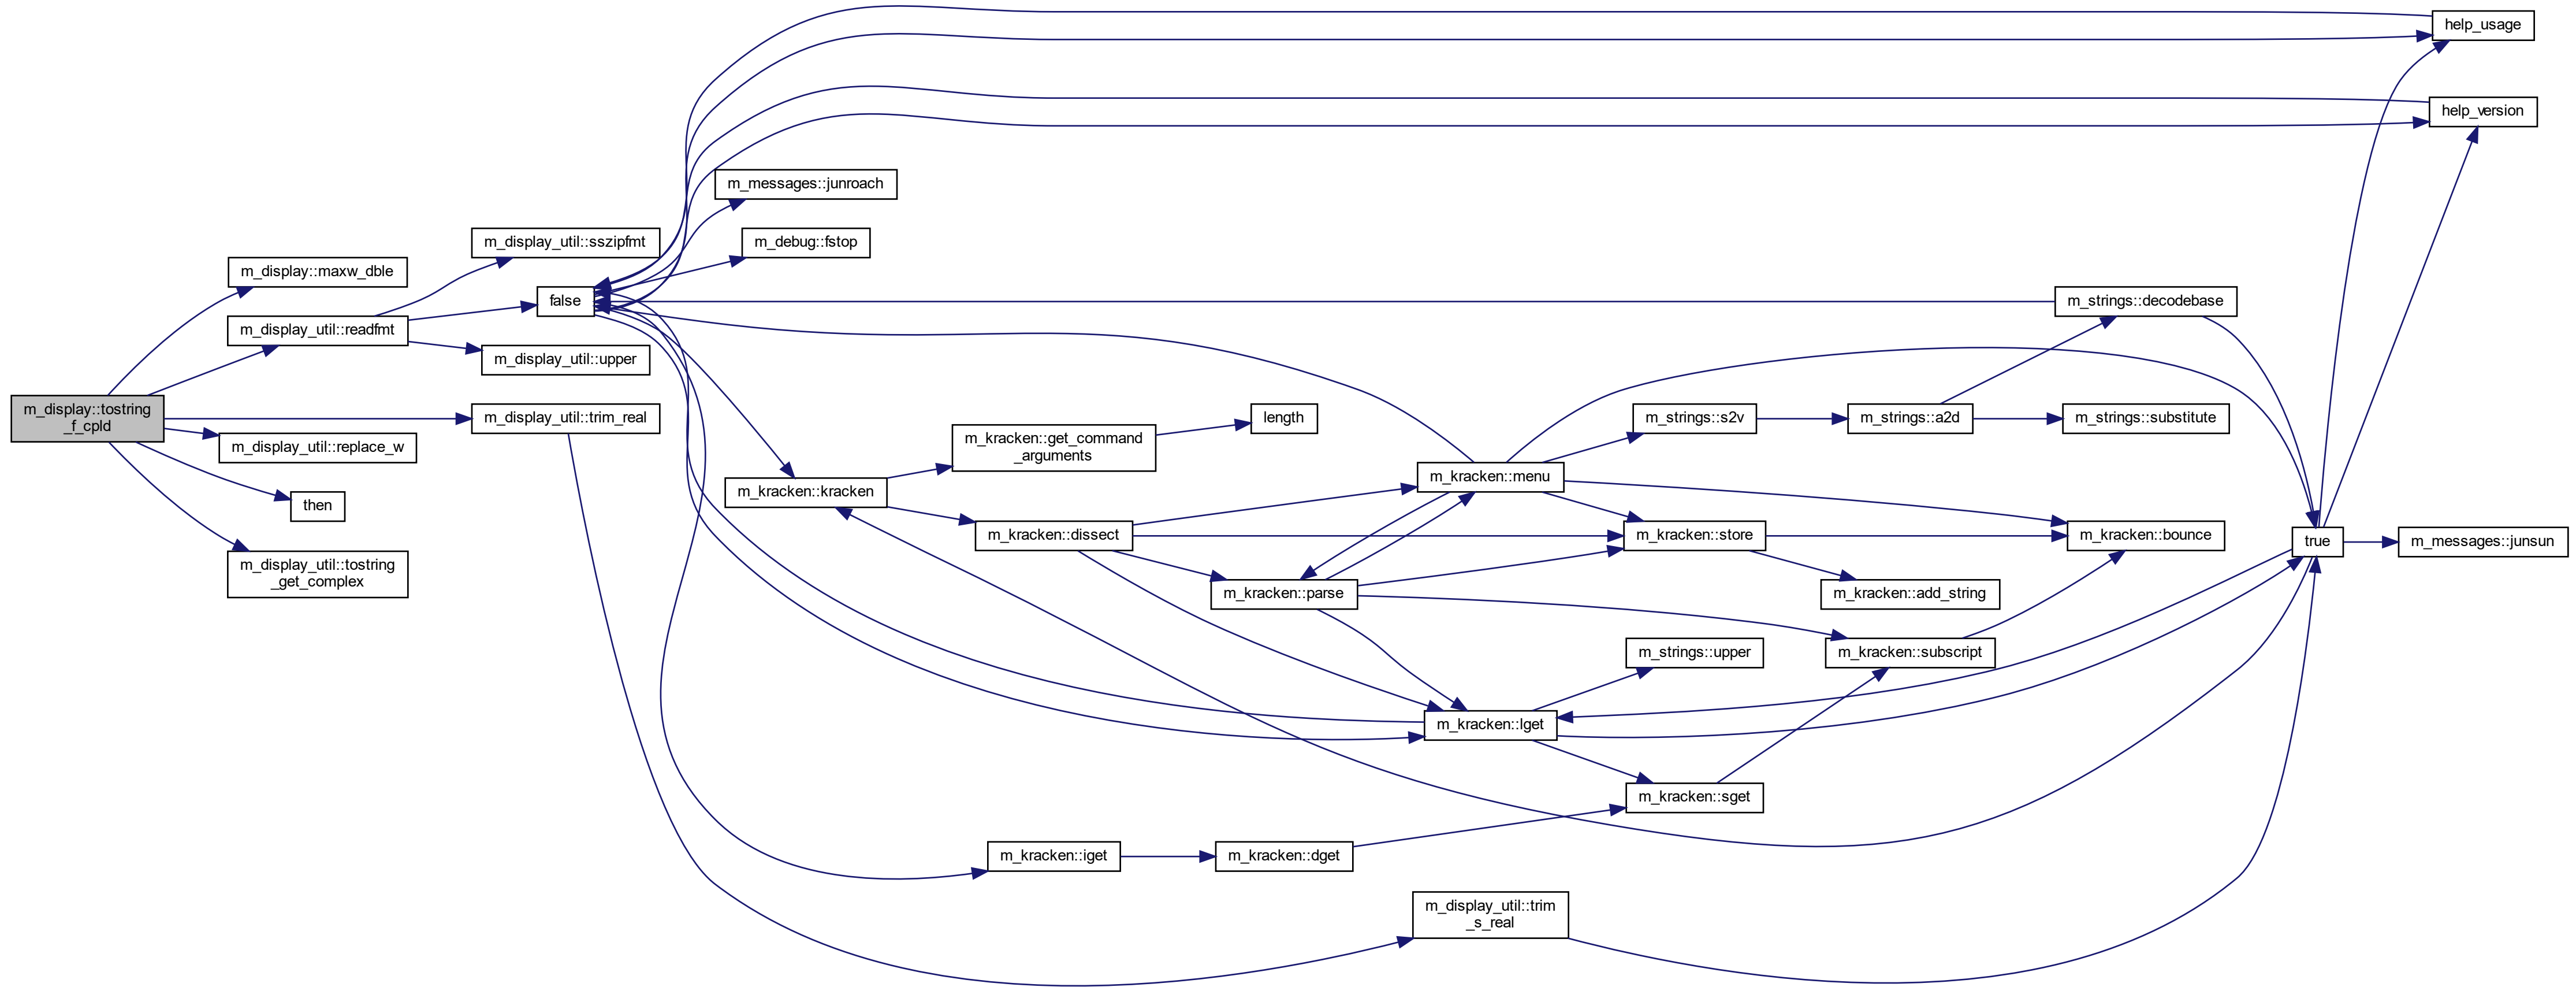 help_usage
help_version
m_messages::junroach
m_display_util::sszipfmt
m_debug::fstop
m_display::maxw_dble
false
m_strings::decodebase
m_display_util::readfmt
m_display_util::upper
m_display::tostring
_f_cpld
m_display_util::trim_real
length
m_strings::s2v
m_strings::a2d
m_strings::substitute
m_display_util::replace_w
m_kracken::get_command
_arguments
m_kracken::menu
m_kracken::kracken
then
m_kracken::dissect
m_kracken::store
m_kracken::bounce
true
m_messages::junsun
m_display_util::tostring
_get_complex
m_kracken::parse
m_kracken::add_string
m_strings::upper
m_kracken::subscript
m_kracken::lget
m_kracken::sget
m_kracken::iget
m_kracken::dget
m_display_util::trim
_s_real